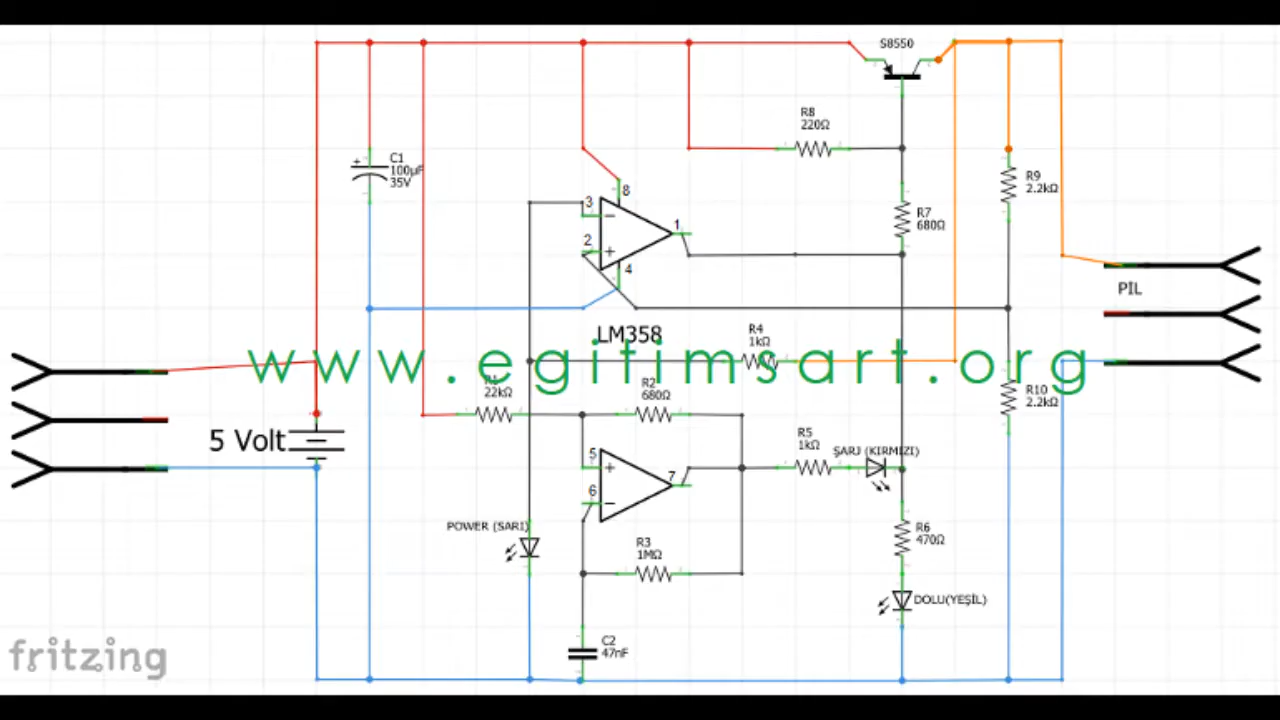 S8550
R8
220Ω
C1
100µF
35V
+
8
3
1
2
4
R9
2.2kΩ
R7
680Ω
PİL
LM358
R4
1kΩ
www.egitimsart.org
R1
22kΩ
R2
680Ω
R10
2.2kΩ
5 Volt
R5
1kΩ
ŞARJ (KIRMIZI)
5
7
6
POWER (SARI)
R3
1MΩ
R6
470Ω
DOLU(YEŞİL)
C2
47nF
fritzing